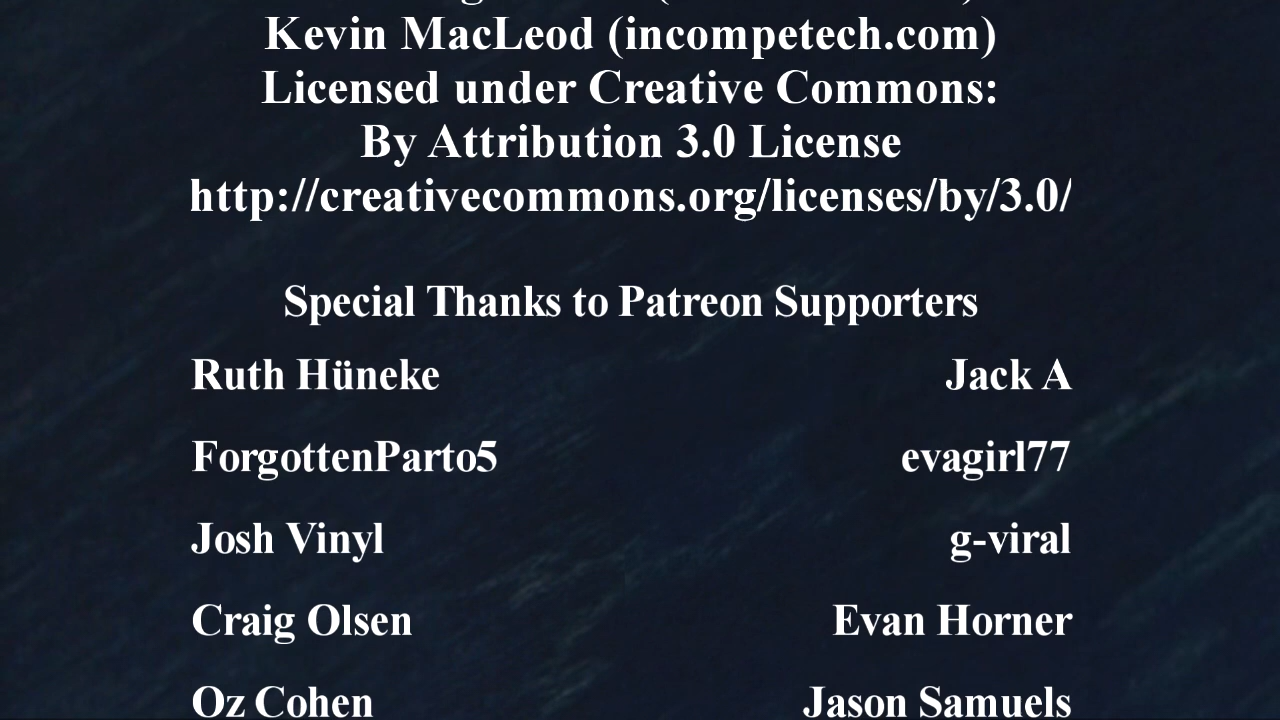 Kevin MacLeod (incompetech.com)
Licensed under Creative Commons:
By Attribution 3.0 License
http://creativecommons.org/licenses/by/3.0/
Special Thanks to Patreon Supporters
Ruth Hüneke Jack A
ForgottenParto5 evagirl77
Josh Vinyl g-viral
Craig Olsen Evan Horner
Oz Cohen Jason Samuels